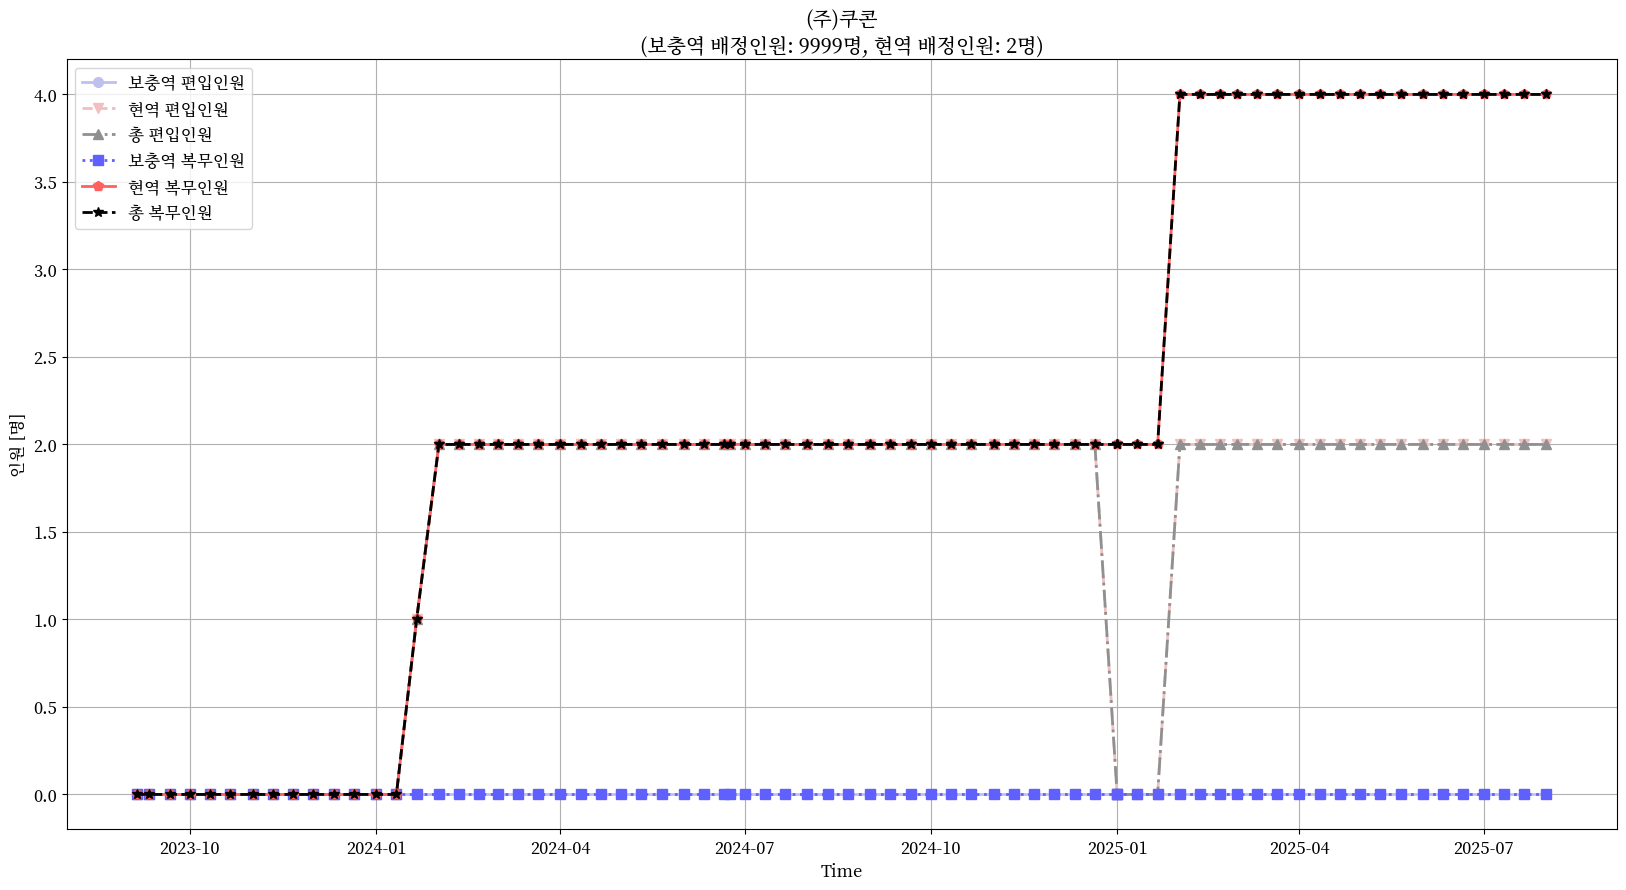 (주)쿠콘
(보충역 배정인원: 9999명, 현역 배정인원: 2명)
보충역 편입인원
현역 편입인원
총 편입인원
보충역 복무인원
현역 복무인원
총 복무인원
인원 [명]
4.0
3.5
3.0
2.5
2.0
1.5
1.0
0.5
0.0
2023-10 2024-01 2024-04 2024-07 2024-10 2025-01 2025-04 2025-07
Time